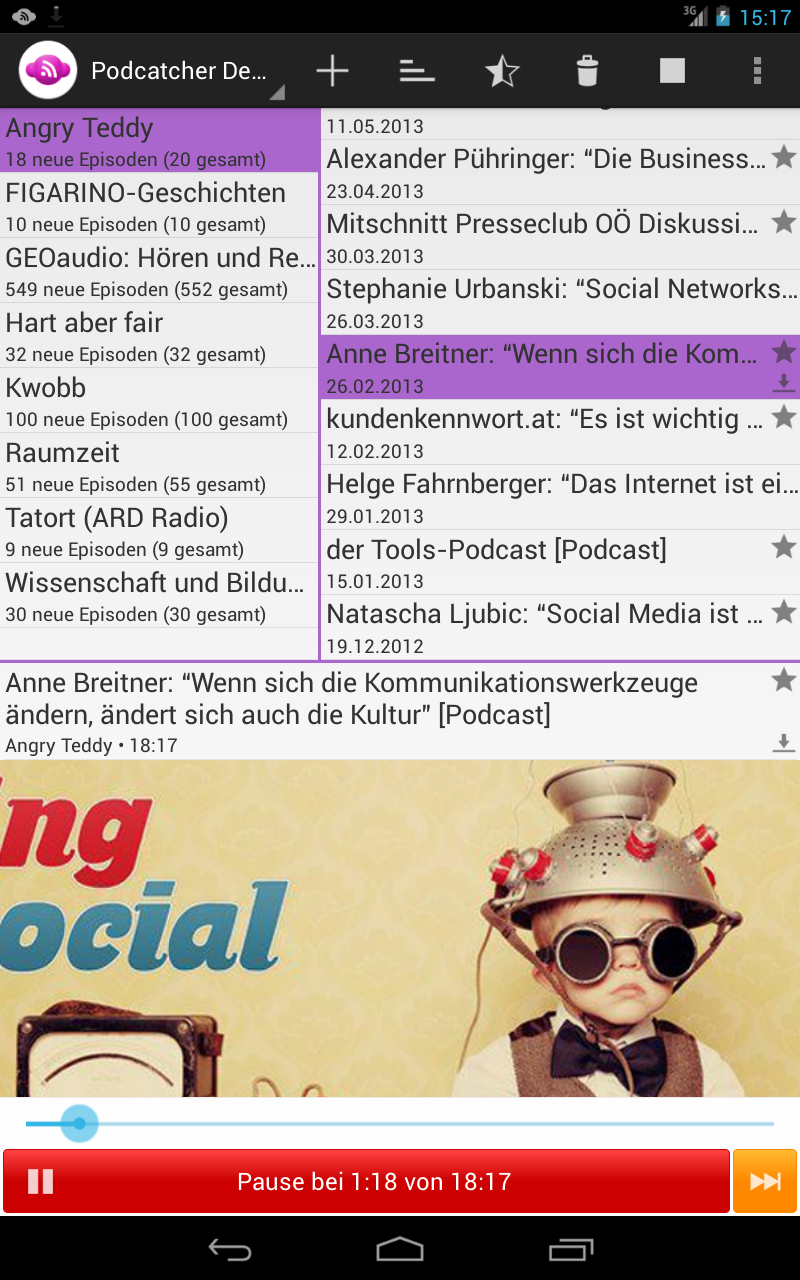 3G 15:17
Podcatcher De...
Angry Teddy
18 neue Episoden (20 gesamt)
FIGARINO-Geschichten
10 neue Episoden (10 gesamt)
GEOaudio: Hören und Re...
549 neue Episoden (552 gesamt)
Hart aber fair
32 neue Episoden (32 gesamt)
Kwobb
100 neue Episoden (100 gesamt)
Raumzeit
51 neue Episoden (55 gesamt)
Tatort (ARD Radio)
9 neue Episoden (9 gesamt)
Wissenschaft und Bildu...
30 neue Episoden (30 gesamt)
11.05.2013
Alexander Pühringer: “Die Business...
23.04.2013
Mitschnitt Presseclub OÖ Diskussi...
30.03.2013
Stephanie Urbanski: “Social Networks...
26.03.2013
Anne Breitner: “Wenn sich die Kom...
26.02.2013
kundenkennwort.at: “Es ist wichtig ...
12.02.2013
Helge Fahrnberger: “Das Internet ist ei...
29.01.2013
der Tools-Podcast [Podcast]
15.01.2013
Natascha Ljubic: “Social Media ist ...
19.12.2012
Anne Breitner: “Wenn sich die Kommunikationswerkzeuge
ändern, ändert sich auch die Kultur” [Podcast]
Angry Teddy • 18:17
ing
ocial
Pause bei 1:18 von 18:17